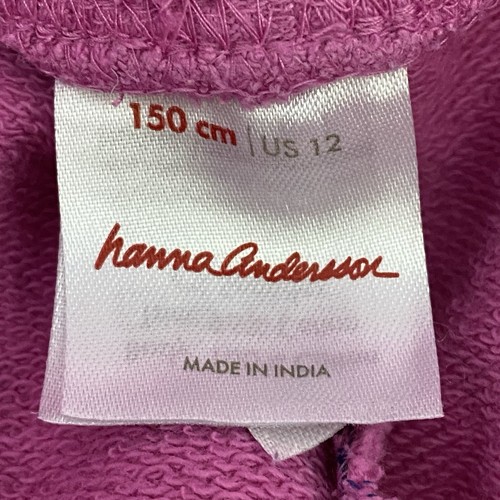 150 cm | US 12
hanna andersson
MADE IN INDIA